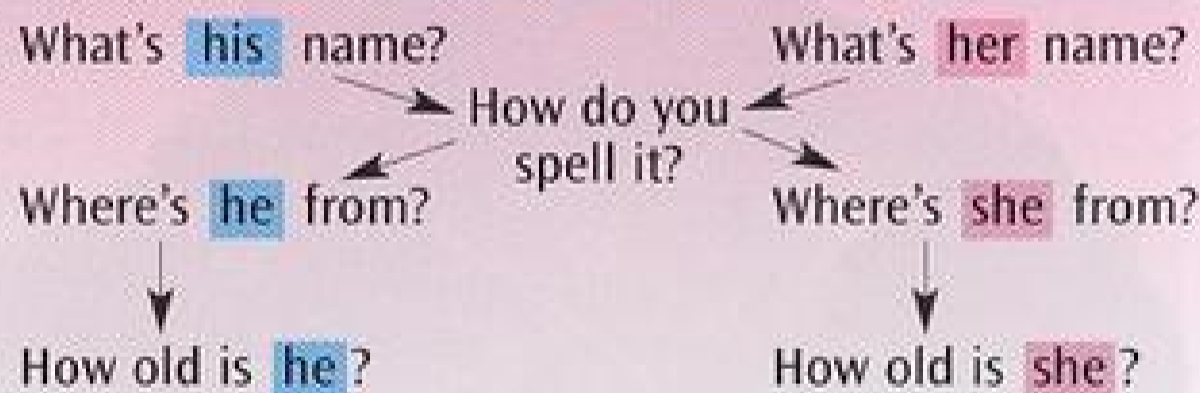 What's his name?
What's her name?
How do you
spell it?
Where's he from?
Where's she from?
How old is he?
How old is she?